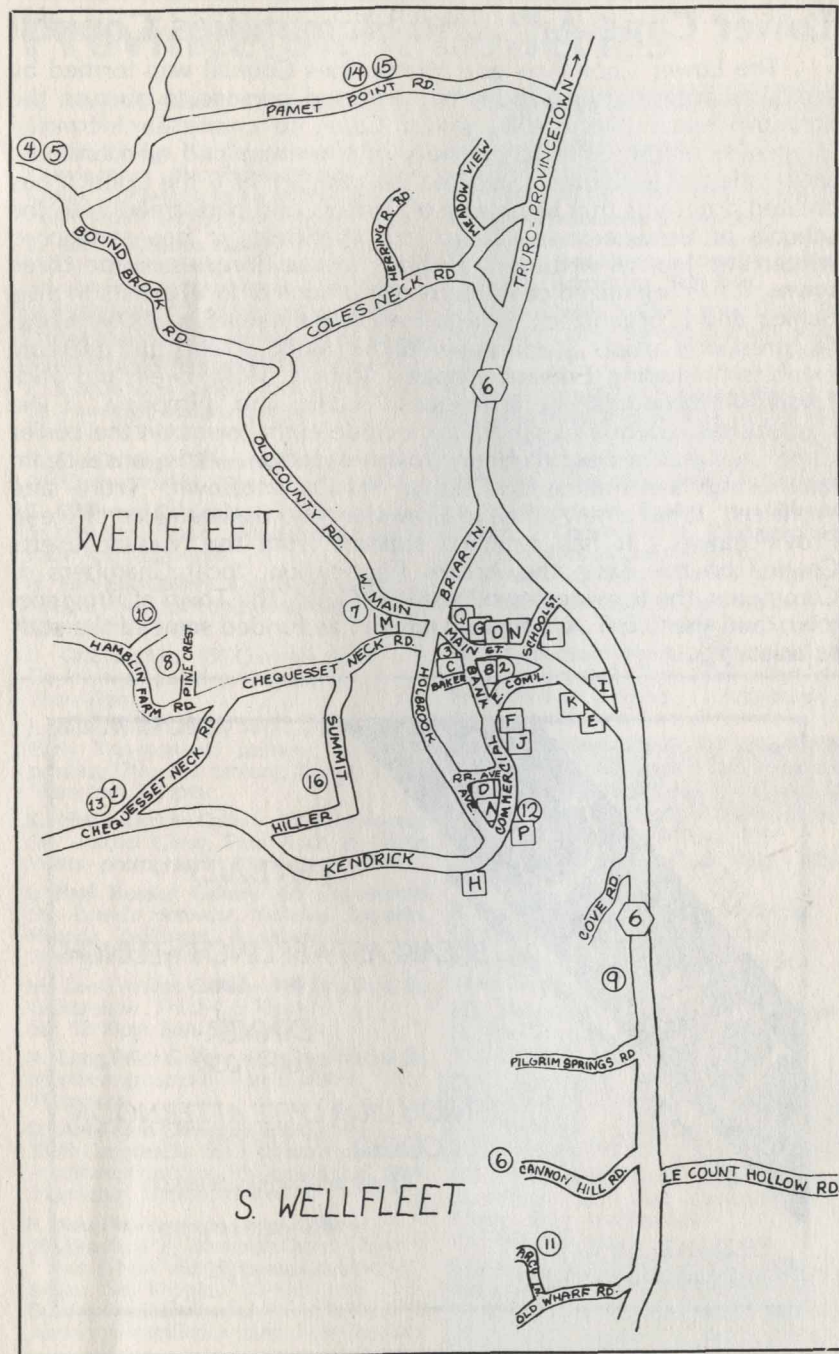 14 15
PAMET POINT RD.
4 5
BOUND BROOK RD
HERRING R. RD.
MEADOW VIEW
TRURO-PROVINCETOWN →
COLES NECK RD
6
OLD COUNTY RD.
WELLFLEET
BRIAR LN.
W. MAIN
7 M
Q
G O N
MAIN ST.
SCHOOL ST.
L
3
C
BAKER
BANK
B 2
E. COM'L.
I
K
E
10
HAMBLIN FARM RD
8
PINE CREST
CHEQUESSET NECK RD.
HOLBROOK
F
J
SUMMIT
16
RR. AVE
AVE.
D
A
COMMERCIAL
12
P
CHEQUESSET NECK RD
13 1
HILLER
KENDRICK
H
COVE RD.
6
9
PILGRIM SPRINGS RD
6
CANNON HILL RD.
LE COUNT HOLLOW RD
S. WELLFLEET
11
OLD WHARF RD.